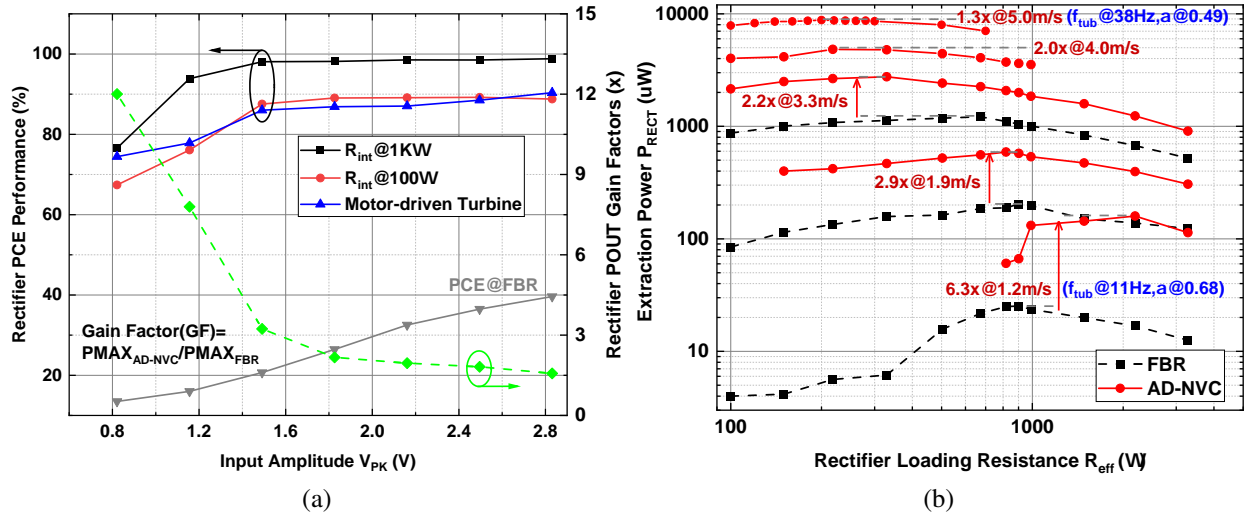 15
12
9
6
3
0
100
80
60
40
20
0.8
1.2
1.6
2.0
2.4
2.8
Rectifier PCE Performance (%)
Rectifier POUT Gain Factors (x)
Input Amplitude V_PK (V)
R_int@1KW
R_int@100W
Motor-driven Turbine
PCE@FBR
Gain Factor(GF)=
PMAX_AD-NVC/PMAX_FBR
(a)
10000
1000
100
10
100
1000
Extraction Power P_RECT (uW)
Rectifier Loading Resistance R_eff (W)
1.3x@5.0m/s (f_tub@38Hz,a@0.49)
2.0x@4.0m/s
2.2x@3.3m/s
2.9x@1.9m/s
6.3x@1.2m/s (f_tub@11Hz,a@0.68)
FBR
AD-NVC
(b)